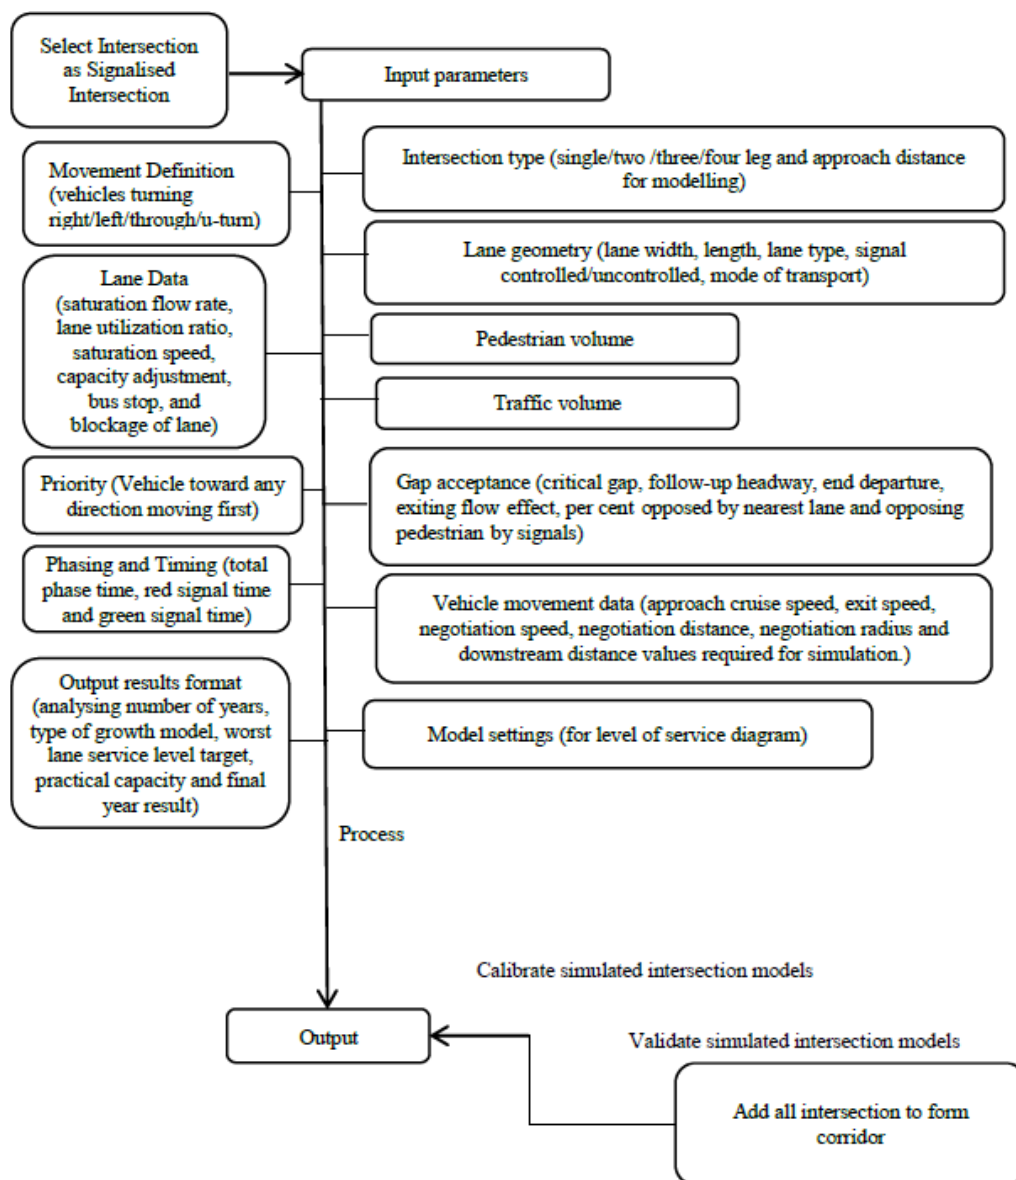 Select Intersection
as Signalised
Intersection
Input parameters
Movement Definition
(vehicles turning
right/left/through/u-turn)
Intersection type (single/two /three/four leg and approach distance
for modelling)
Lane geometry (lane width, length, lane type, signal
controlled/uncontrolled, mode of transport)
Lane Data
(saturation flow rate,
lane utilization ratio,
saturation speed,
capacity adjustment,
bus stop, and
blockage of lane)
Pedestrian volume
Traffic volume
Priority (Vehicle toward any
direction moving first)
Gap acceptance (critical gap, follow-up headway, end departure,
exiting flow effect, per cent opposed by nearest lane and opposing
pedestrian by signals)
Phasing and Timing (total
phase time, red signal time
and green signal time)
Vehicle movement data (approach cruise speed, exit speed,
negotiation speed, negotiation distance, negotiation radius and
downstream distance values required for simulation.)
Output results format
(analysing number of years,
type of growth model, worst
lane service level target,
practical capacity and final
year result)
Model settings (for level of service diagram)
Process
Calibrate simulated intersection models
Output
Validate simulated intersection models
Add all intersection to form
corridor